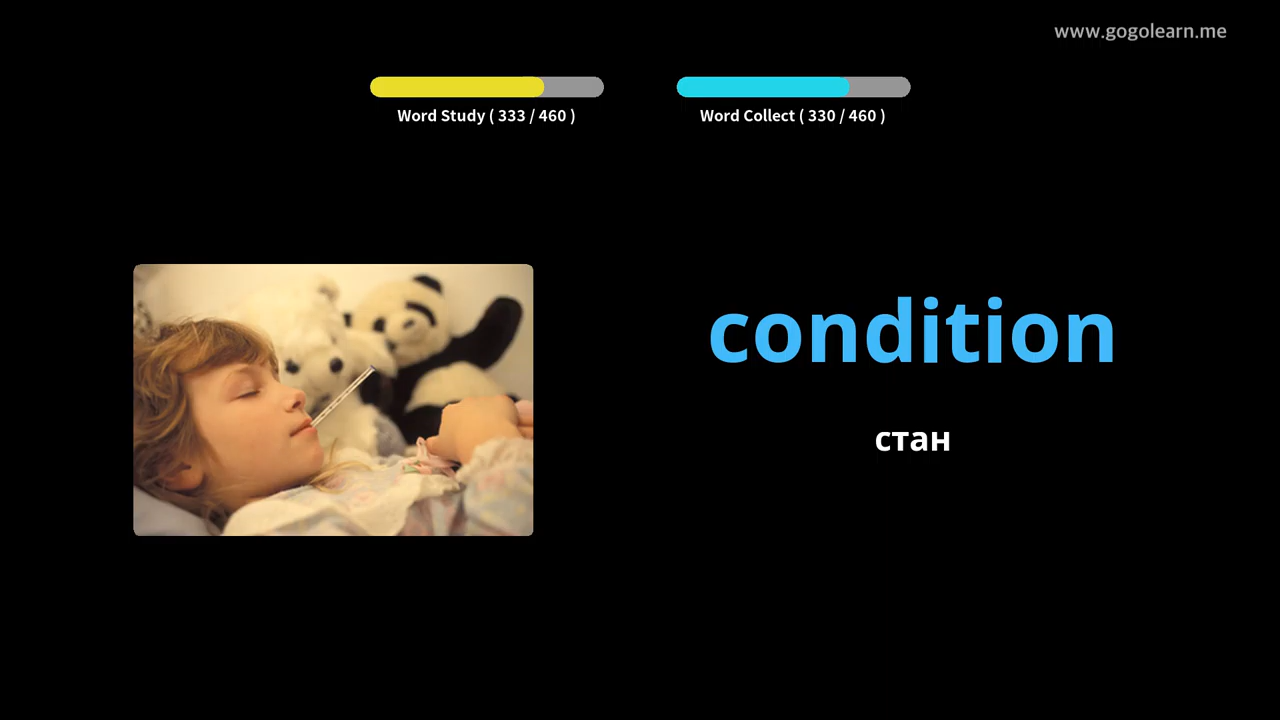 www.gogolearn.me
Word Study ( 333 / 460 )
Word Collect ( 330 / 460 )
condition
стан